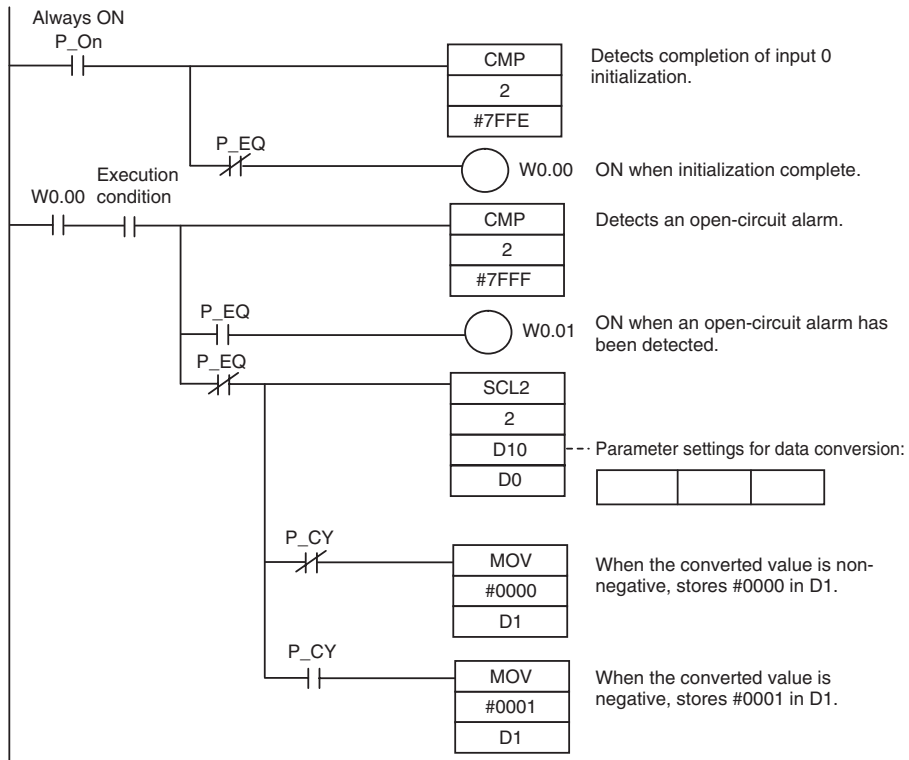 Always ON
P_On
CMP
2
#7FFE
Detects completion of input 0
initialization.
P_EQ
W0.00
ON when initialization complete.
Execution
condition
W0.00
CMP
2
#7FFF
Detects an open-circuit alarm.
P_EQ
W0.01
ON when an open-circuit alarm has
been detected.
P_EQ
SCL2
2
D10
D0
Parameter settings for data conversion:
P_CY
MOV
#0000
D1
When the converted value is non-
negative, stores #0000 in D1.
P_CY
MOV
#0001
D1
When the converted value is
negative, stores #0001 in D1.